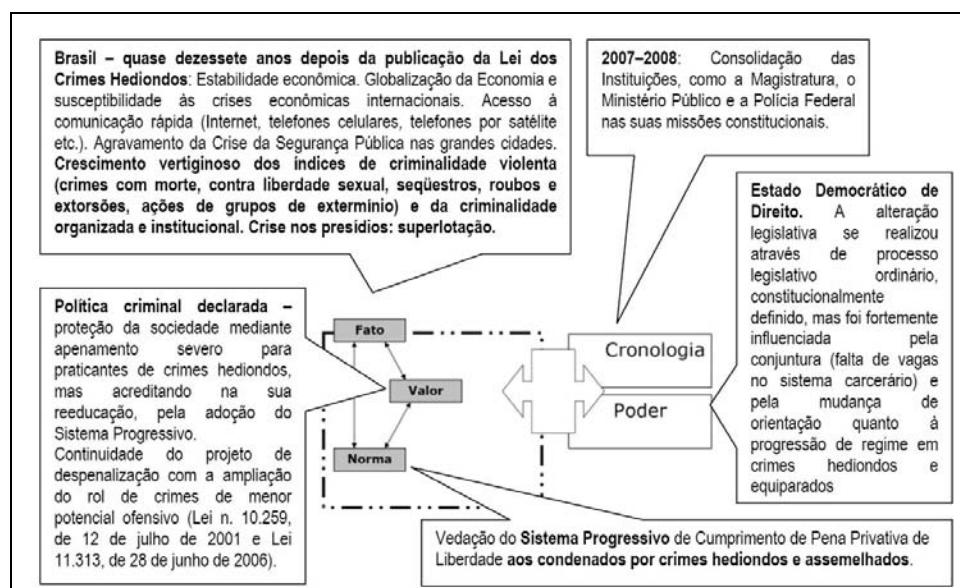 Brasil – quase dezessete anos depois da publicação da Lei dos
Crimes Hediondos: Estabilidade econômica. Globalização da Economia e
susceptibilidade às crises econômicas internacionais. Acesso à
comunicação rápida (Internet, telefones celulares, telefones por satélite
etc.). Agravamento da Crise da Segurança Pública nas grandes cidades.
Crescimento vertiginoso dos índices de criminalidade violenta
(crimes com morte, contra liberdade sexual, seqüestros, roubos e
extorsões, ações de grupos de extermínio) e da criminalidade
organizada e institucional. Crise nos presídios: superlotação.
2007–2008: Consolidação das
Instituições, como a Magistratura, o
Ministério Público e a Polícia Federal
nas suas missões constitucionais.
Estado Democrático de
Direito. A alteração
legislativa se realizou
através de processo
legislativo ordinário,
constitucionalmente
definido, mas foi fortemente
influenciada pela
conjuntura (falta de vagas
no sistema carcerário) e
pela mudança de
orientação quanto à
progressão de regime em
crimes hediondos e
equiparados
Política criminal declarada –
proteção da sociedade mediante
apenamento severo para
praticantes de crimes hediondos,
mas acreditando na sua
reeducação, pela adoção do
Sistema Progressivo.
Continuidade do projeto de
despenalização com a ampliação
do rol de crimes de menor
potencial ofensivo (Lei n. 10.259,
de 12 de julho de 2001 e Lei
11.313, de 28 de junho de 2006).
Fato
Valor
Norma
Cronologia
Poder
Vedação do Sistema Progressivo de Cumprimento de Pena Privativa de
Liberdade aos condenados por crimes hediondos e assemelhados.